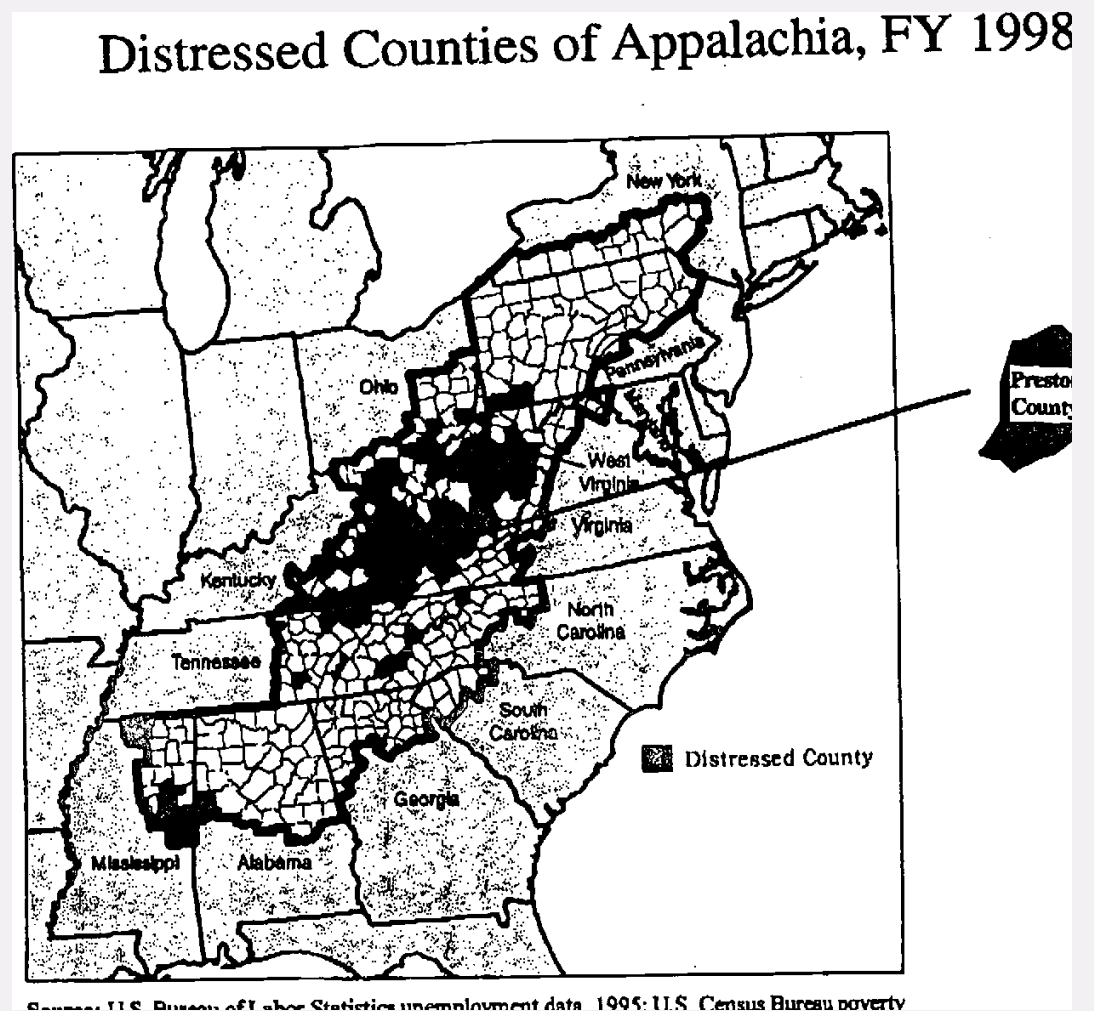 Distressed Counties of Appalachia, FY 1998
New York
Pennsylvania
Ohio
Presto
County
West
Virginia
Virginia
Kentucky
North
Carolina
Tennessee
South
Carolina
Distressed County
Georgia
Mississippi
Alabama
Source: U.S. Bureau of Labor Statistics unemployment data, 1995; U.S. Census Bureau poverty